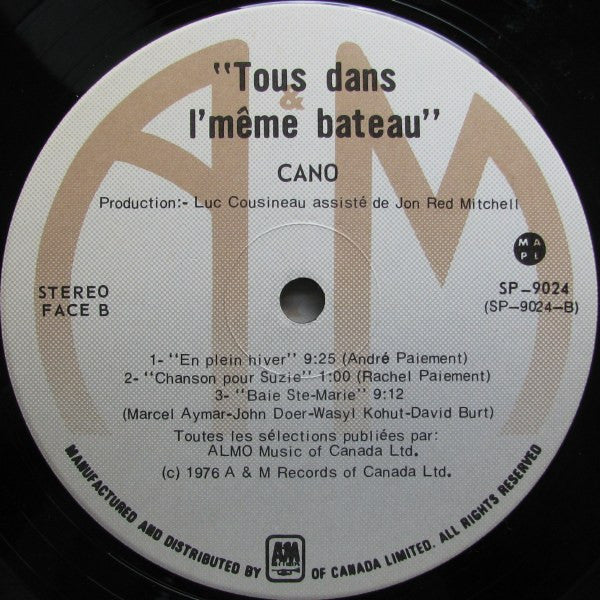 "Tous dans
l'même bateau"
CANO
Production:- Luc Cousineau assisté de Jon Red Mitchell
MA
PL
STEREO
FACE B
SP-9024
(SP-9024-B)
1- "En plein hiver" 9:25 (André Paiement)
2- "Chanson pour Suzie" 1:00 (Rachel Paiement)
3- "Baie Ste-Marie" 9:12
(Marcel Aymar-John Doer-Wasyl Kohut-David Burt)
Toutes les sélections publiées par:
ALMO Music of Canada Ltd.
(c) 1976 A & M Records of Canada Ltd.
MANUFACTURED AND DISTRIBUTED BY A&M RECORDS OF CANADA LIMITED. ALL RIGHTS RESERVED
A&M